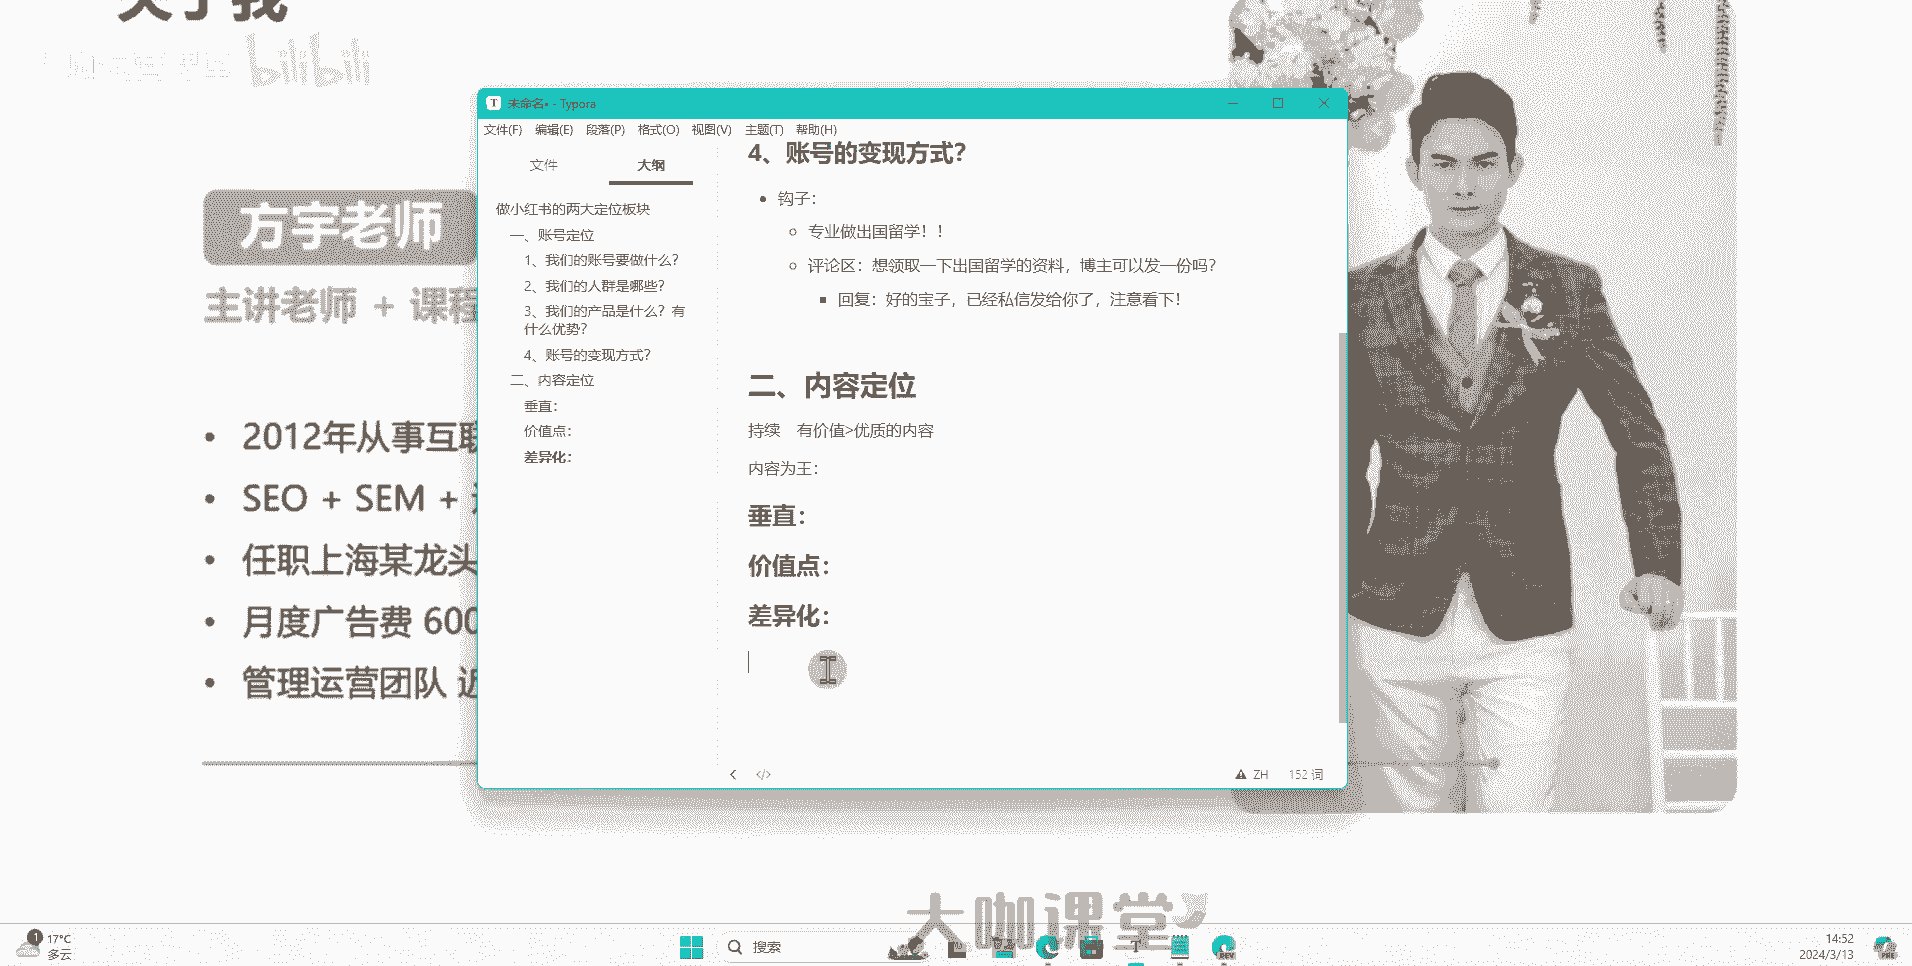 关于我
bilibili
方宇老师
主讲老师 + 课程
• 2012年从事互联
• SEO + SEM +
• 任职上海某龙头
• 月度广告费 600
• 管理运营团队 近
未命名• - Typora
文件(F) 编辑(E) 段落(P) 格式(O) 视图(V) 主题(T) 帮助(H)
文件 大纲
做小红书的两大定位板块
一、账号定位
1、我们的账号要做什么?
2、我们的人群是哪些?
3、我们的产品是什么? 有
什么优势?
4、账号的变现方式?
二、内容定位
垂直:
价值点:
差异化:
4、账号的变现方式?
• 钩子:
专业做出国留学!!
评论区:想领取一下出国留学的资料,博主可以发一份吗?
回复:好的宝子,已经私信发给你了,注意看下!
二、内容定位
持续 有价值>优质的内容
内容为王:
垂直:
价值点:
差异化:
ZH 152 词
大咖课堂
1 17°C
多云
搜索
DEV
14:52
2024/3/13
PRE